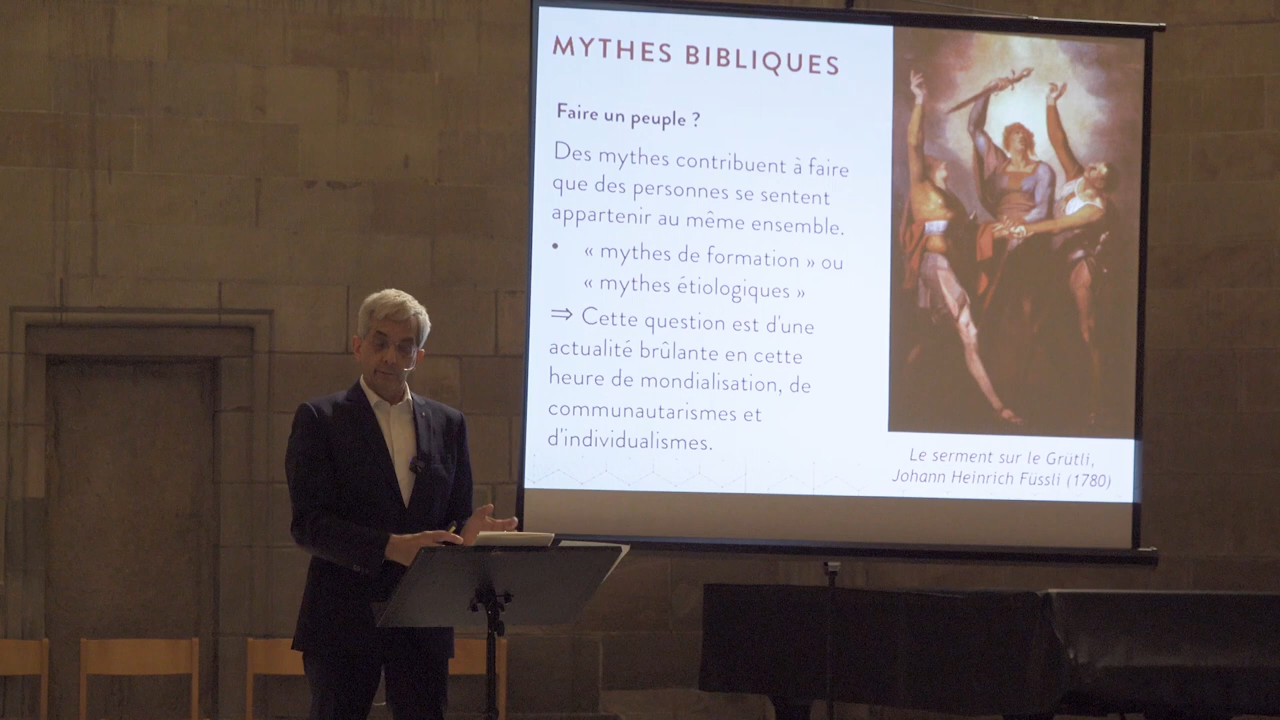 MYTHES BIBLIQUES
Faire un peuple ?
Des mythes contribuent à faire
que des personnes se sentent
appartenir au même ensemble.
• « mythes de formation » ou
« mythes étiologiques »
⇒ Cette question est d'une
actualité brûlante en cette
heure de mondialisation, de
communautarismes et
d'individualismes.
Le serment sur le Grütli,
Johann Heinrich Füssli (1780)